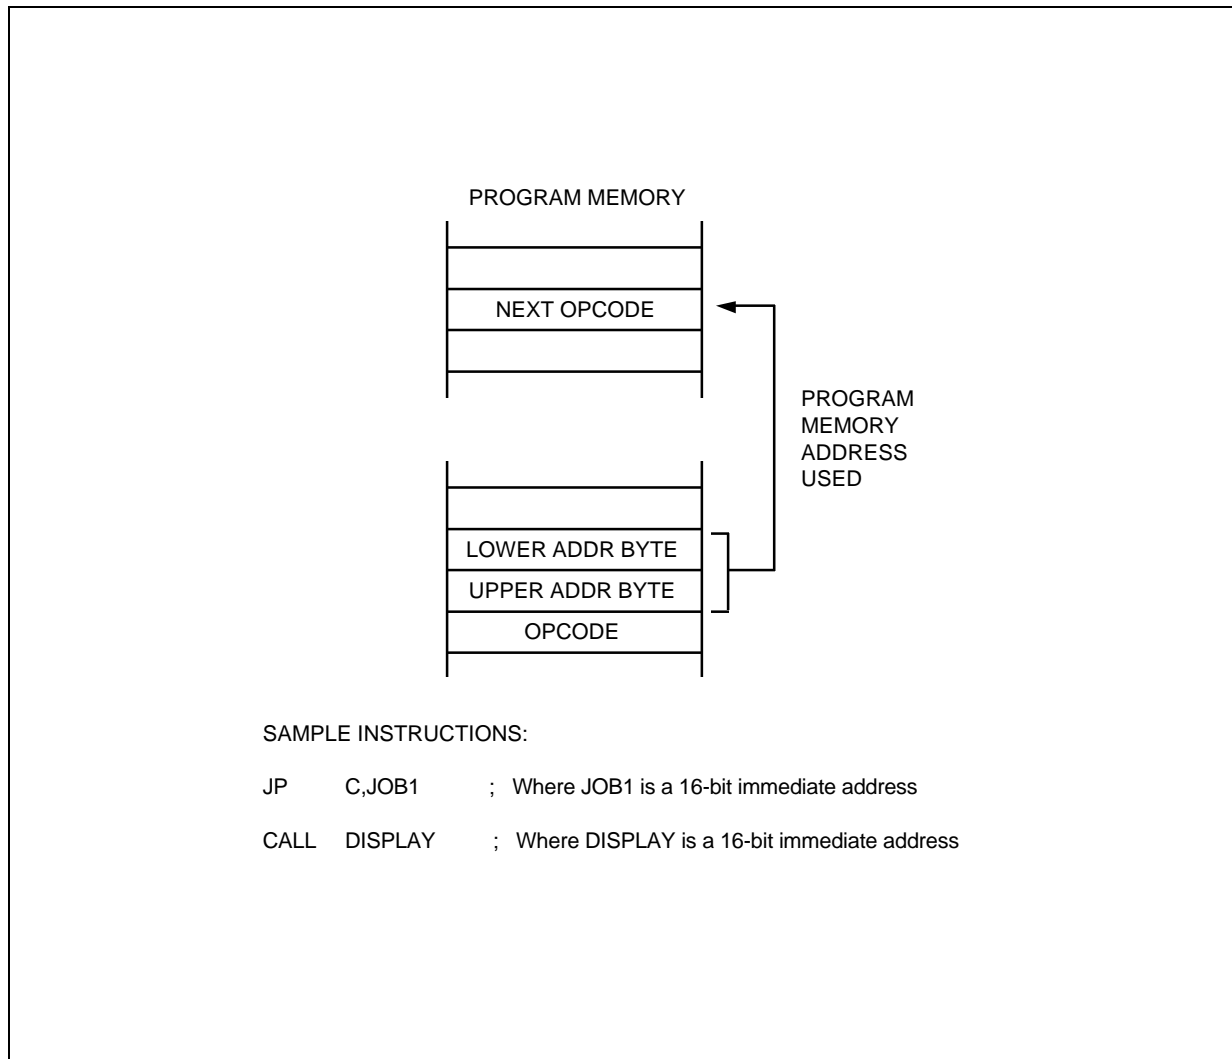 PROGRAM MEMORY
NEXT OPCODE
PROGRAM
MEMORY
ADDRESS
USED
LOWER ADDR BYTE
UPPER ADDR BYTE
OPCODE
SAMPLE INSTRUCTIONS:
JP C,JOB1 ; Where JOB1 is a 16-bit immediate address
CALL DISPLAY ; Where DISPLAY is a 16-bit immediate address